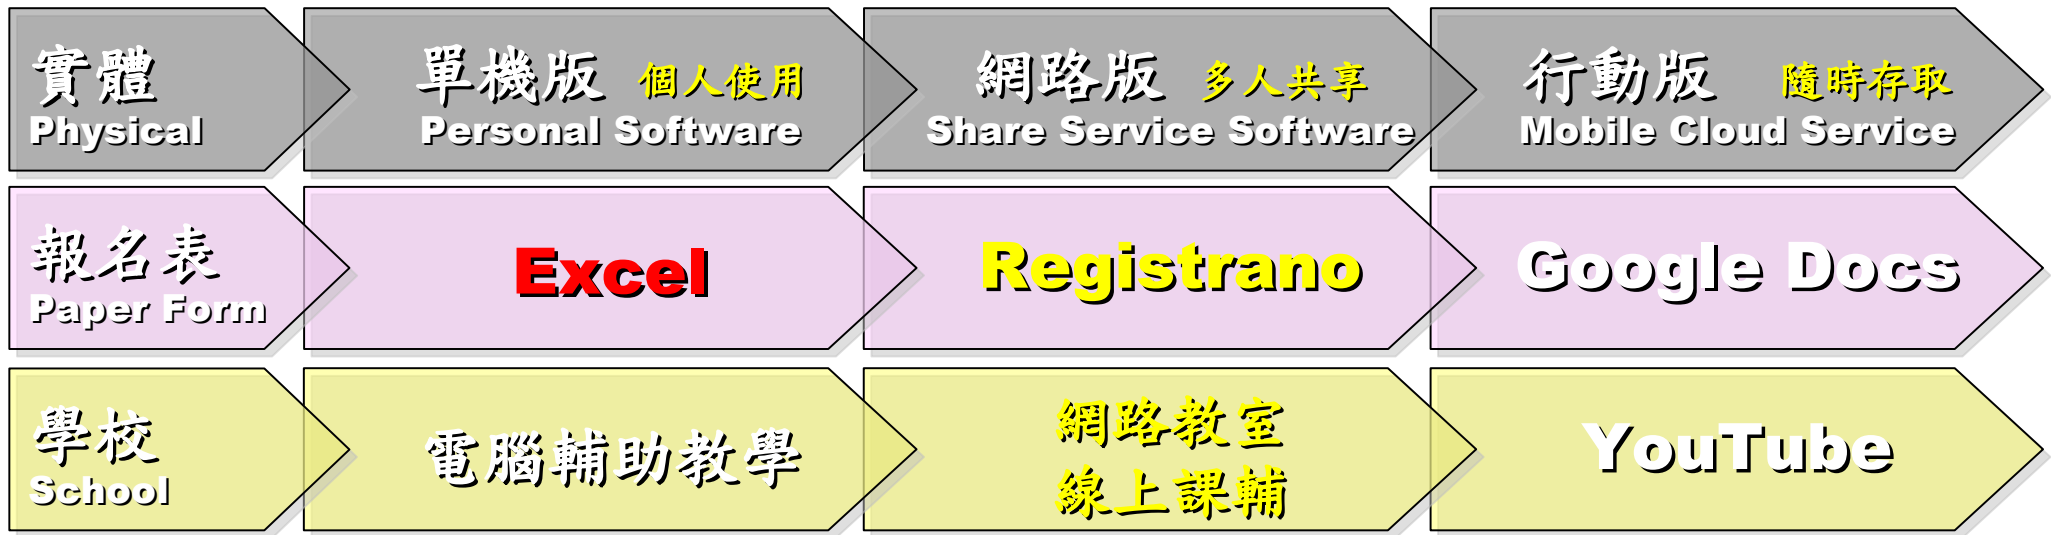 實體
Physical
單機版 個人使用
Personal Software
網路版 多人共享
Share Service Software
行動版 隨時存取
Mobile Cloud Service
報名表
Paper Form
Excel
Registrano
Google Docs
學校
School
電腦輔助教學
網路教室
線上課輔
YouTube